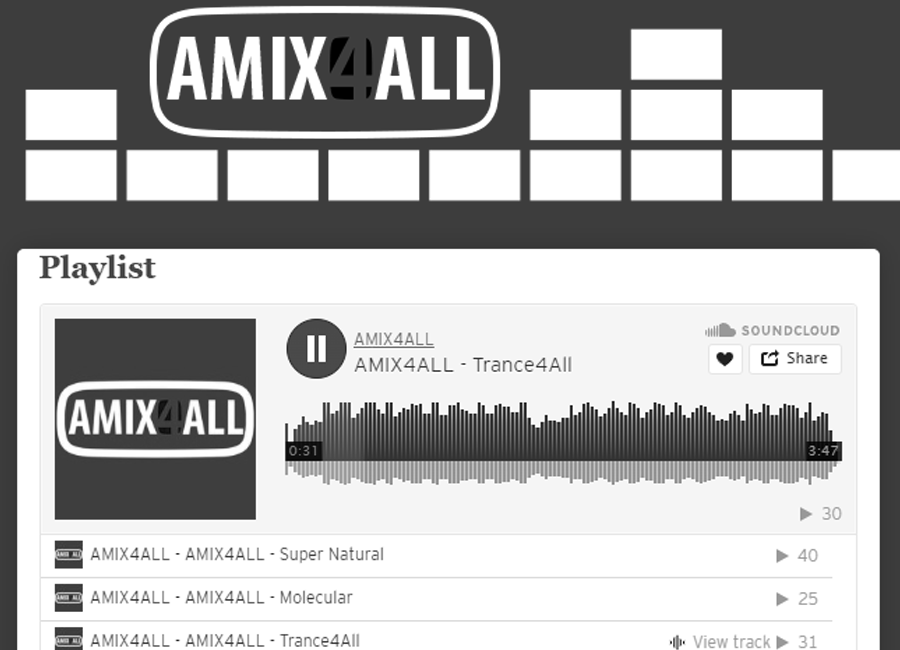 AMIX4ALL
Playlist
AMIX4ALL
AMIX4ALL - Trance4All
SOUNDCLOUD
Share
AMIX4ALL
0:31
3:47
30
AMIX4ALL - AMIX4ALL - Super Natural
40
AMIX4ALL - AMIX4ALL - Molecular
25
AMIX4ALL - AMIX4ALL - Trance4All
View track 31